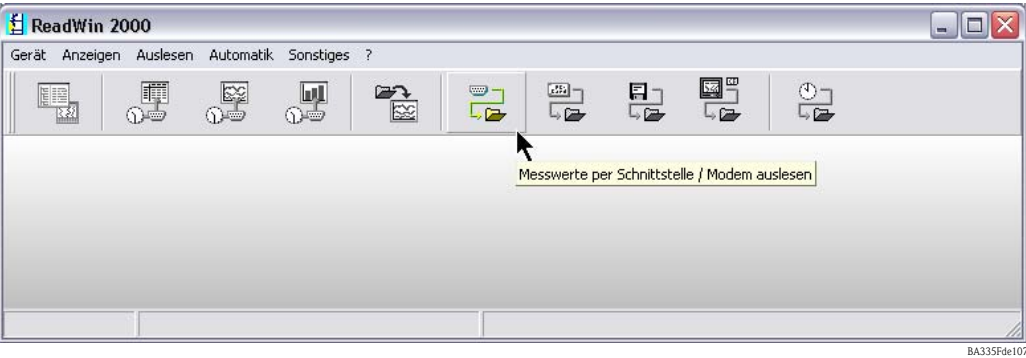 ReadWin 2000
Gerät Anzeigen Auslesen Automatik Sonstiges ?
Messwerte per Schnittstelle / Modem auslesen
BA335Fde107